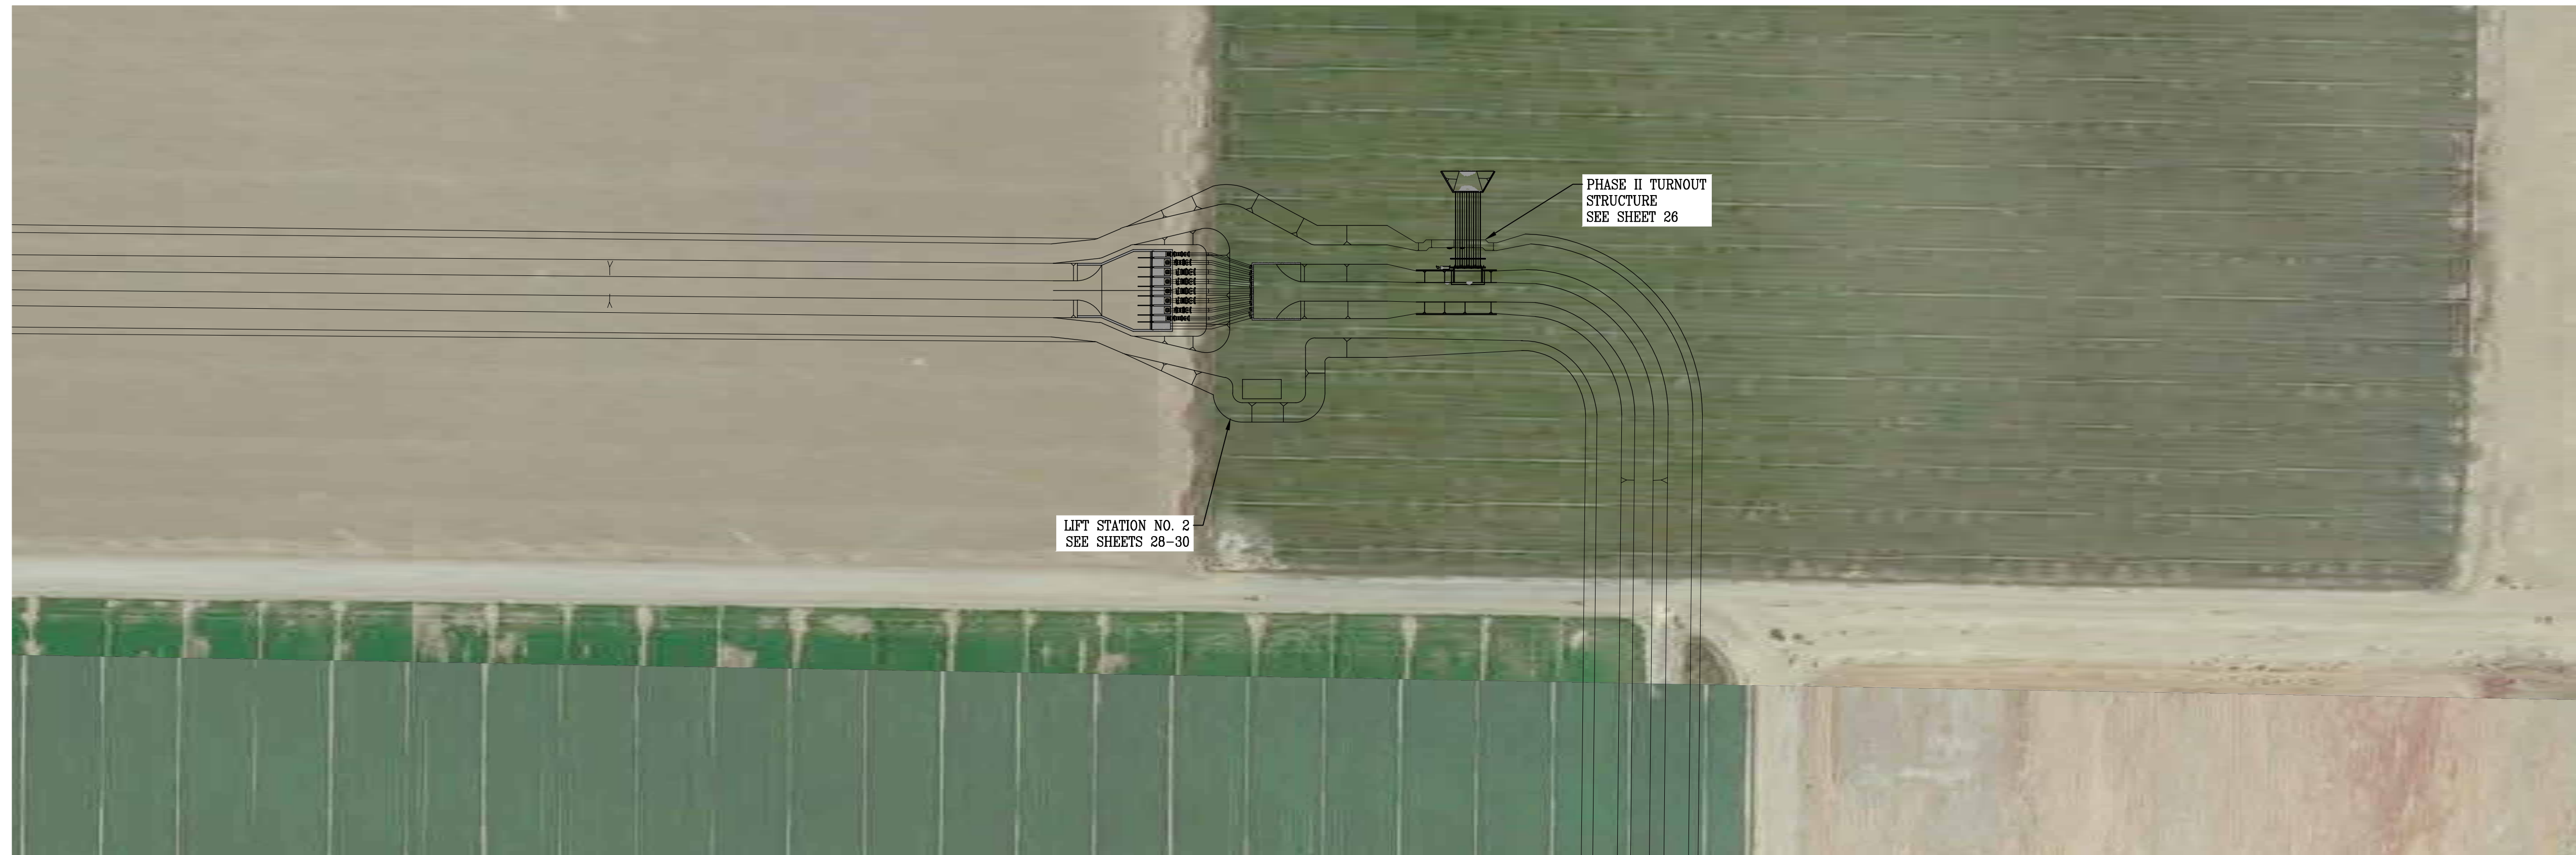 PHASE II TURNOUT
STRUCTURE
SEE SHEET 26
LIFT STATION NO. 2
SEE SHEETS 28-30